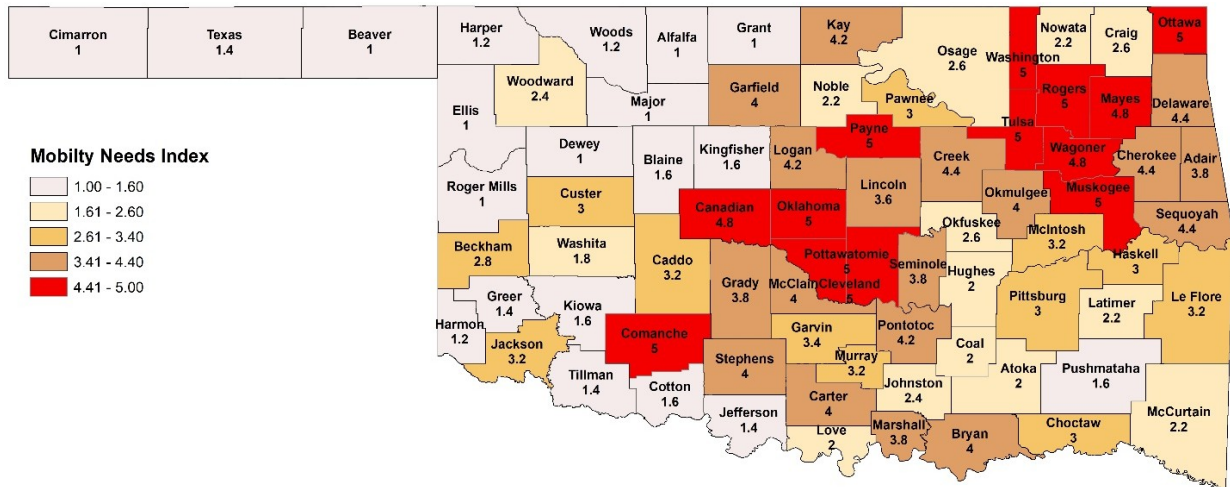 Cimarron
1
Texas
1.4
Beaver
1
Harper
1.2
Woods
1.2
Alfalfa
1
Grant
1
Kay
4.2
Osage
2.6
Washington
5
Nowata
2.2
Craig
2.6
Ottawa
5
Woodward
2.4
Ellis
1
Major
1
Garfield
4
Noble
2.2
Pawnee
3
Rogers
5
Mayes
4.8
Delaware
4.4
Tulsa
5
Payne
5
Dewey
1
Blaine
1.6
Kingfisher
1.6
Logan
4.2
Creek
4.4
Wagoner
4.8
Cherokee
4.4
Adair
3.8
Mobilty Needs Index
1.00 - 1.60
1.61 - 2.60
2.61 - 3.40
3.41 - 4.40
4.41 - 5.00
Roger Mills
1
Custer
3
Canadian
4.8
Oklahoma
5
Lincoln
3.6
Okmulgee
4
Muskogee
5
Sequoyah
4.4
Okfuskee
2.6
McIntosh
3.2
Beckham
2.8
Washita
1.8
Caddo
3.2
Grady
3.8
Pottawatomie
5
Seminole
3.8
Hughes
2
Haskell
3
McClain
4
Cleveland
5
Pittsburg
3
Latimer
2.2
Le Flore
3.2
Greer
1.4
Harmon
1.2
Kiowa
1.6
Jackson
3.2
Comanche
5
Garvin
3.4
Pontotoc
4.2
Coal
2
Stephens
4
Murray
3.2
Tillman
1.4
Cotton
1.6
Johnston
2.4
Atoka
2
Pushmataha
1.6
Jefferson
1.4
Carter
4
McCurtain
2.2
Love
2
Marshall
3.8
Bryan
4
Choctaw
3